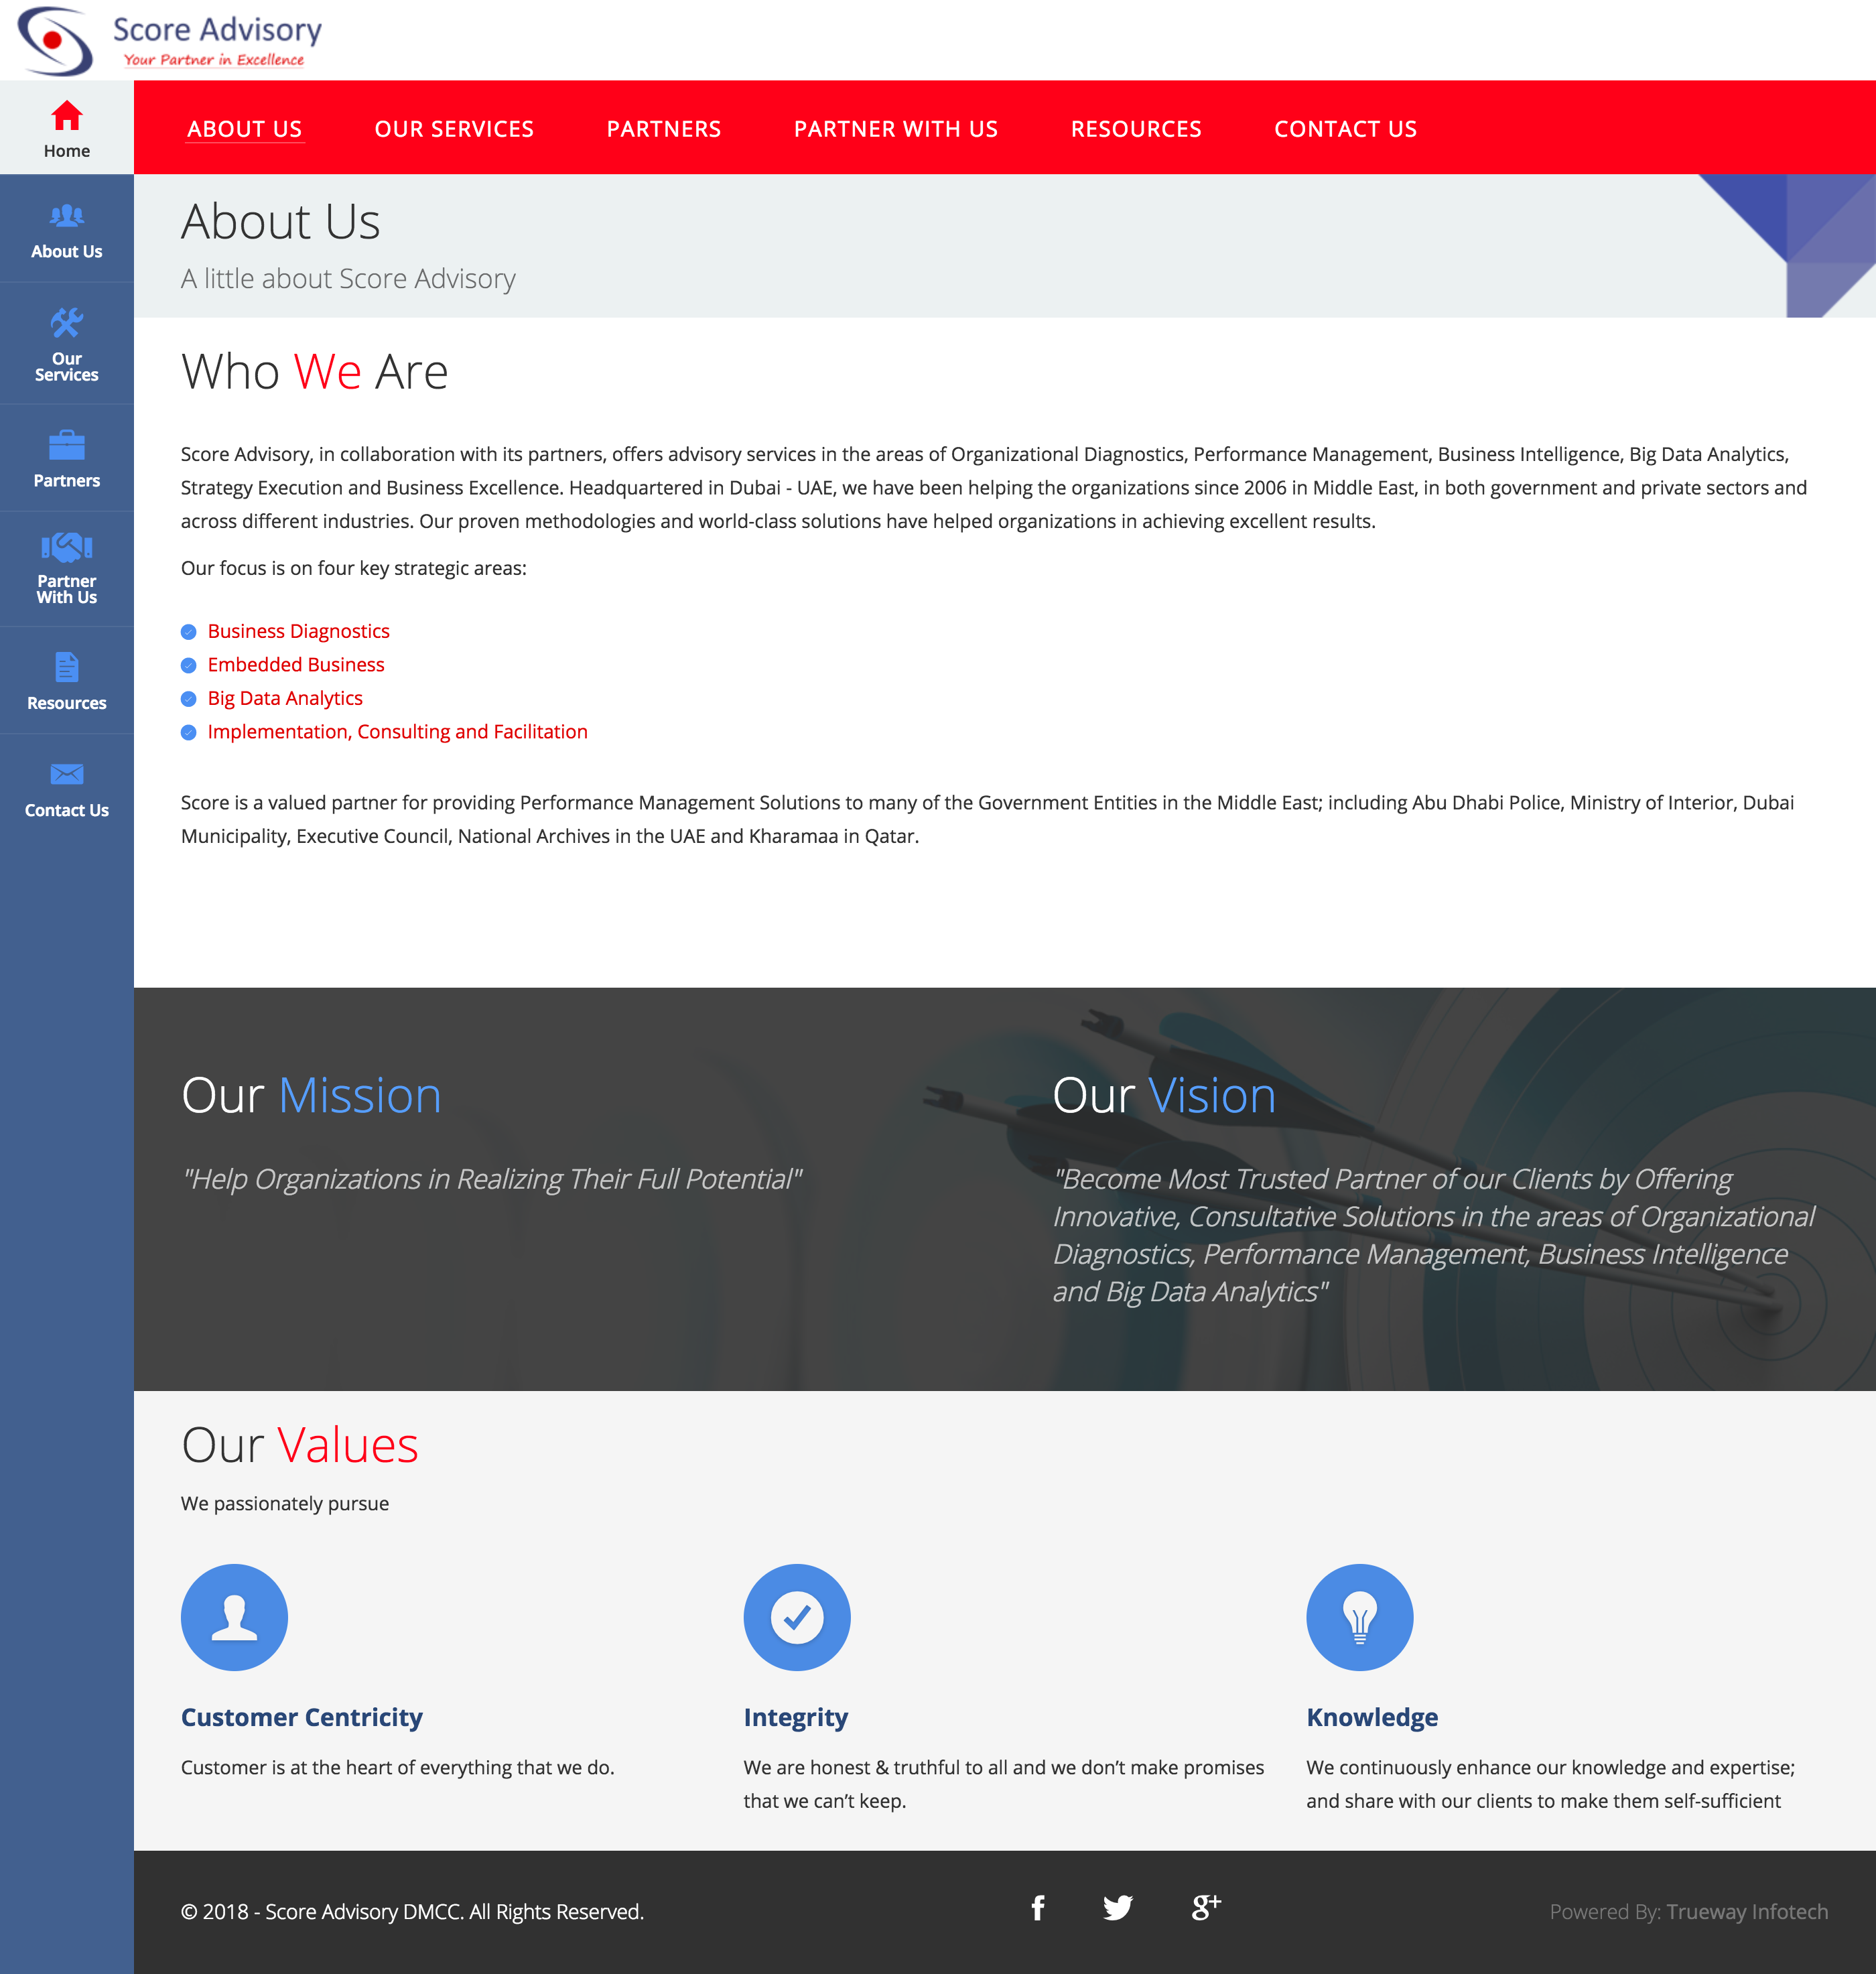 Score Advisory
Your Partner in Excellence
Home
ABOUT US
OUR SERVICES
PARTNERS
PARTNER WITH US
RESOURCES
CONTACT US
About Us
Our
Services
Partners
Partner
With Us
Resources
Contact Us
About Us
A little about Score Advisory
Who We Are
Score Advisory, in collaboration with its partners, offers advisory services in the areas of Organizational Diagnostics, Performance Management, Business Intelligence, Big Data Analytics,
Strategy Execution and Business Excellence. Headquartered in Dubai - UAE, we have been helping the organizations since 2006 in Middle East, in both government and private sectors and
across different industries. Our proven methodologies and world-class solutions have helped organizations in achieving excellent results.
Our focus is on four key strategic areas:
Business Diagnostics
Embedded Business
Big Data Analytics
Implementation, Consulting and Facilitation
Score is a valued partner for providing Performance Management Solutions to many of the Government Entities in the Middle East; including Abu Dhabi Police, Ministry of Interior, Dubai
Municipality, Executive Council, National Archives in the UAE and Kharamaa in Qatar.
Our Mission
"Help Organizations in Realizing Their Full Potential"
Our Vision
"Become Most Trusted Partner of our Clients by Offering
Innovative, Consultative Solutions in the areas of Organizational
Diagnostics, Performance Management, Business Intelligence
and Big Data Analytics"
Our Values
We passionately pursue
Customer Centricity
Customer is at the heart of everything that we do.
Integrity
We are honest & truthful to all and we don’t make promises
that we can’t keep.
Knowledge
We continuously enhance our knowledge and expertise;
and share with our clients to make them self-sufficient
© 2018 - Score Advisory DMCC. All Rights Reserved.
f
g+
Powered By: Trueway Infotech